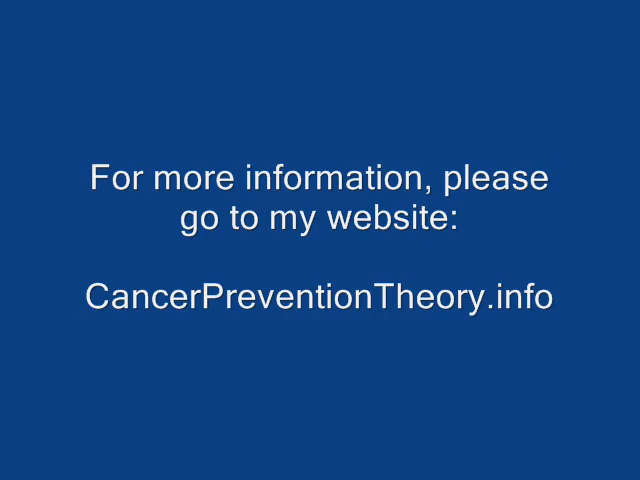 For more information, please
go to my website:
CancerPreventionTheory.info